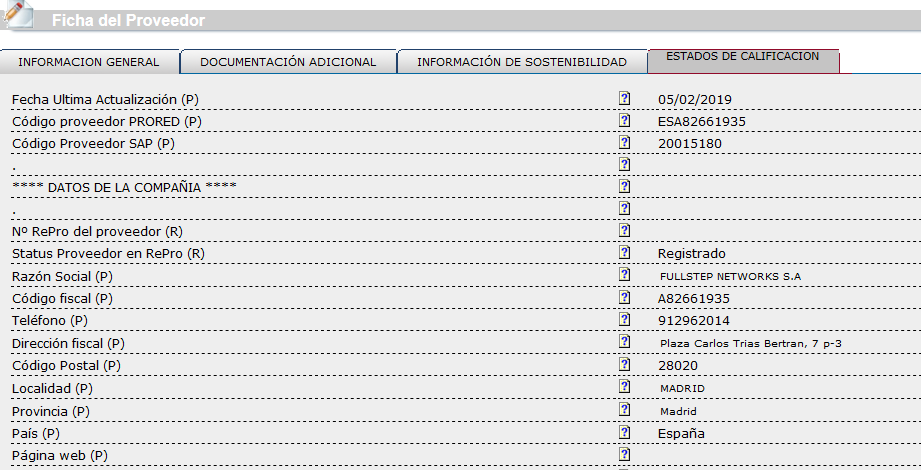 Ficha del Proveedor
INFORMACION GENERAL DOCUMENTACIÓN ADICIONAL INFORMACIÓN DE SOSTENIBILIDAD ESTADOS DE CALIFICACION
Fecha Ultima Actualización (P) ? 05/02/2019
Código proveedor PRORED (P) ? ESA82661935
Código Proveedor SAP (P) ? 20015180
. ?
**** DATOS DE LA COMPAÑIA **** ?
. ?
Nº RePro del proveedor (R) ?
Status Proveedor en RePro (R) ? Registrado
Razón Social (P) ? FULLSTEP NETWORKS S.A
Código fiscal (P) ? A82661935
Teléfono (P) ? 912962014
Dirección fiscal (P) ? Plaza Carlos Trias Bertran, 7 p-3
Código Postal (P) ? 28020
Localidad (P) ? MADRID
Provincia (P) ? Madrid
País (P) ? España
Página web (P) ?